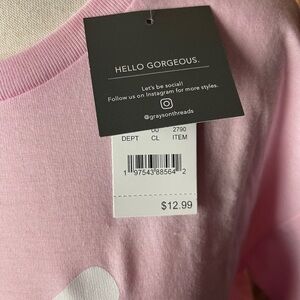 HELLO GORGEOUS.
Let's be social!
Follow us on Instagram for more styles.
@graysonthreads
2790
DEPT CL ITEM
1 97543 88564 2
$12.99